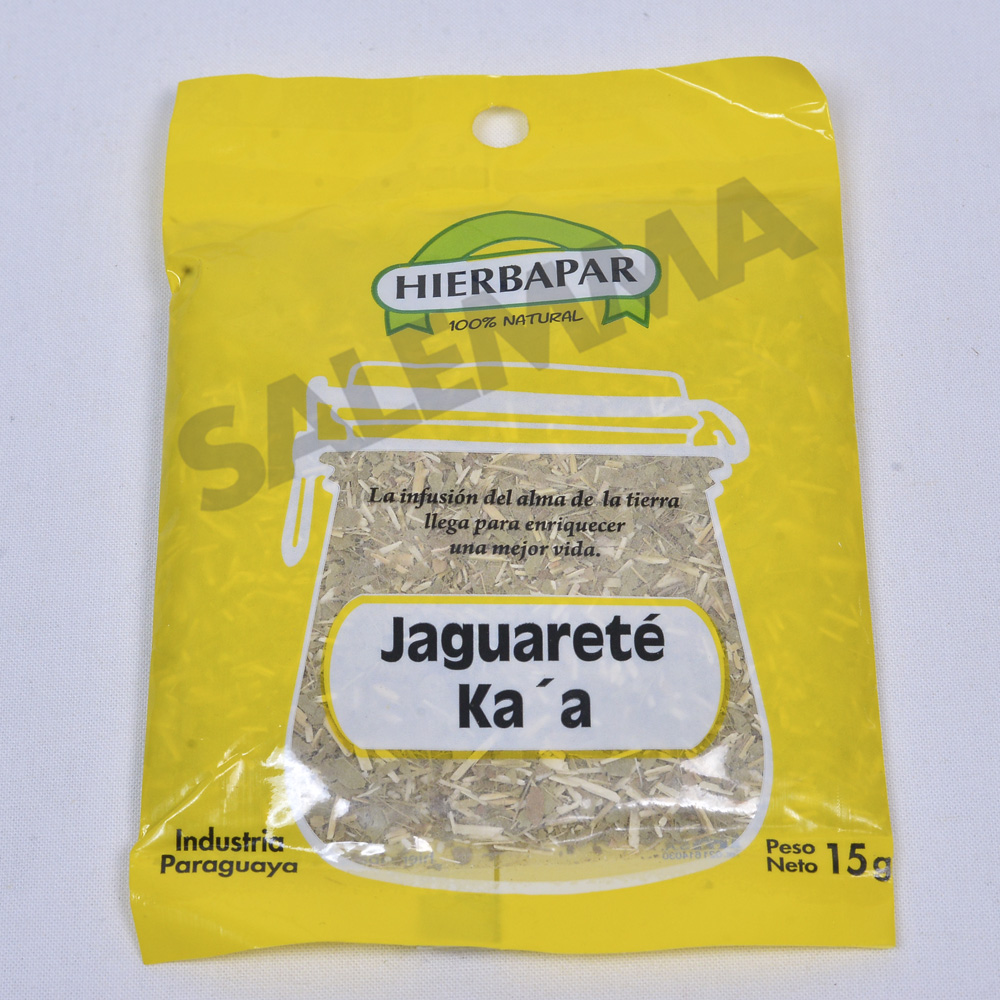 HIERBAPAR
100% NATURAL
SALEMMA
La infusión del alma de la tierra
llega para enriquecer
una mejor vida.
Jaguareté
Ka´a
Industria
Paraguaya
Peso
Neto 15g